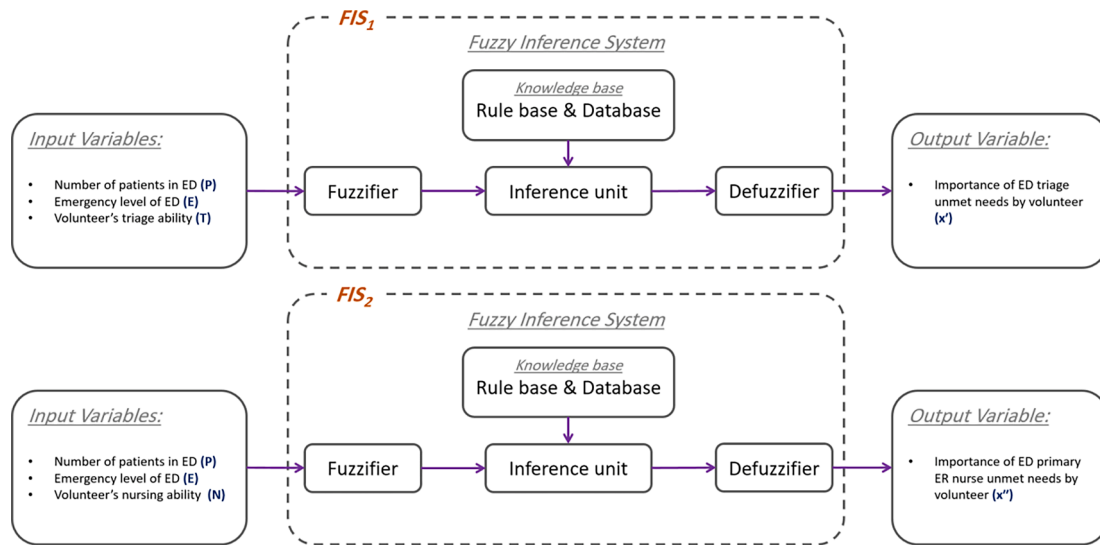 FIS1
Fuzzy Inference System
Knowledge base
Rule base & Database
Input Variables:
• Number of patients in ED (P)
• Emergency level of ED (E)
• Volunteer's triage ability (T)
Fuzzifier
Inference unit
Defuzzifier
Output Variable:
• Importance of ED triage
unmet needs by volunteer
(x')
FIS2
Fuzzy Inference System
Knowledge base
Rule base & Database
Input Variables:
• Number of patients in ED (P)
• Emergency level of ED (E)
• Volunteer's nursing ability (N)
Fuzzifier
Inference unit
Defuzzifier
Output Variable:
• Importance of ED primary
ER nurse unmet needs by
volunteer (x'')